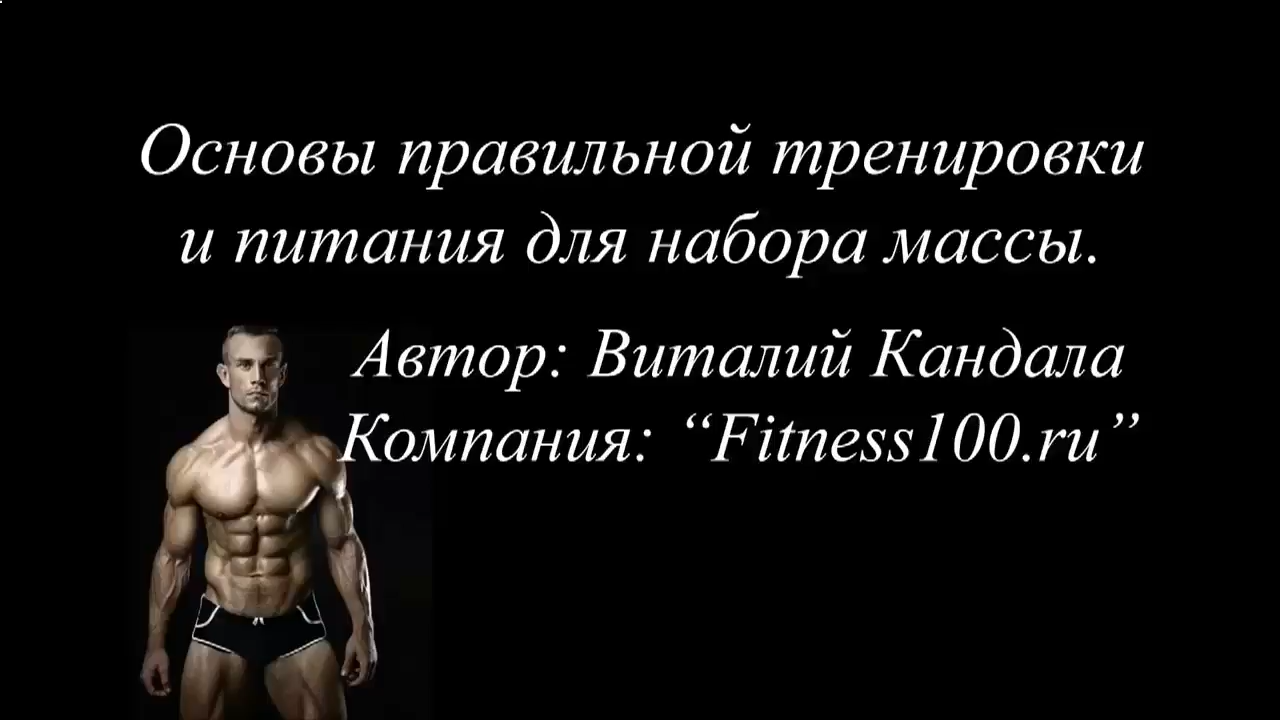 Основы правильной тренировки
и питания для набора массы.
Автор: Виталий Кандала
Компания: “Fitness100.ru”